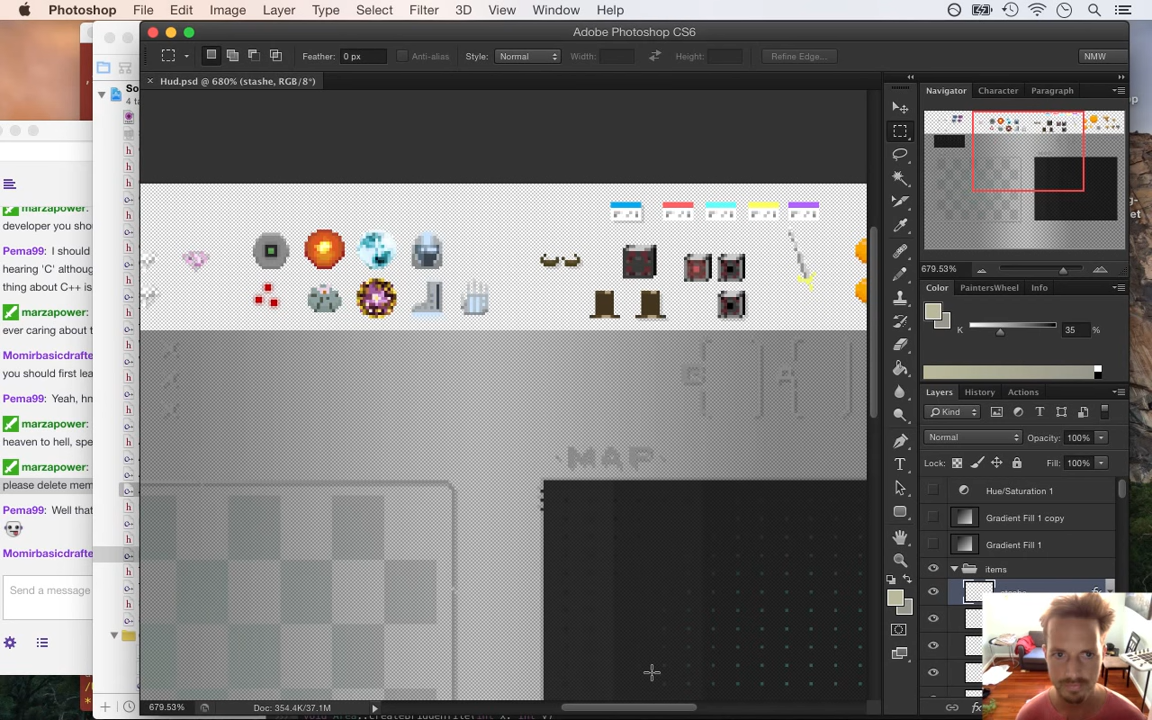 Photoshop File Edit Image Layer Type Select Filter 3D View Window Help
Adobe Photoshop CS6
Feather: 0 px Anti-alias Style: Normal Width: Height: Refine Edge... NMW
Hud.psd @ 680% (stashe, RGB/8*)
Navigator Character Paragraph
679.53%
Color PaintersWheel Info
K 35 %
Layers History Actions
Kind
Normal Opacity: 100%
Lock: Fill: 100%
Hue/Saturation 1
Gradient Fill 1 copy
Gradient Fill 1
items
So
4 ta
marzapower:
developer you shou
Pema99: I should
hearing 'C' althoug
thing about C++ is
marzapower:
ever caring about t
Momirbasicdrafte
you should first lea
Pema99: Yeah, hm
marzapower:
heaven to hell, spe
marzapower:
please delete mem
Pema99: Well that
Momirbasicdrafte
Send a message
X
X
X
B A
MAP
679.53% Doc: 354.4K/37.1M